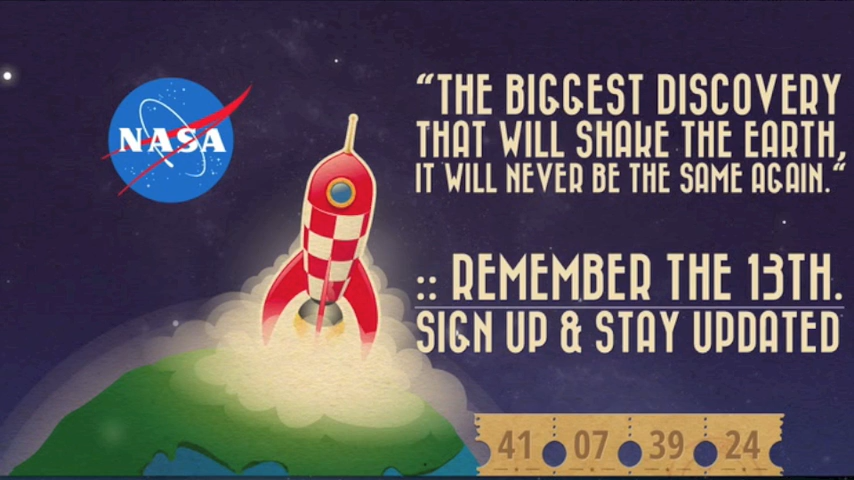 NASA
“THE BIGGEST DISCOVERY
THAT WILL SHAKE THE EARTH,
IT WILL NEVER BE THE SAME AGAIN.“
:: REMEMBER THE 13TH.
SIGN UP & STAY UPDATED
41 07 39 24